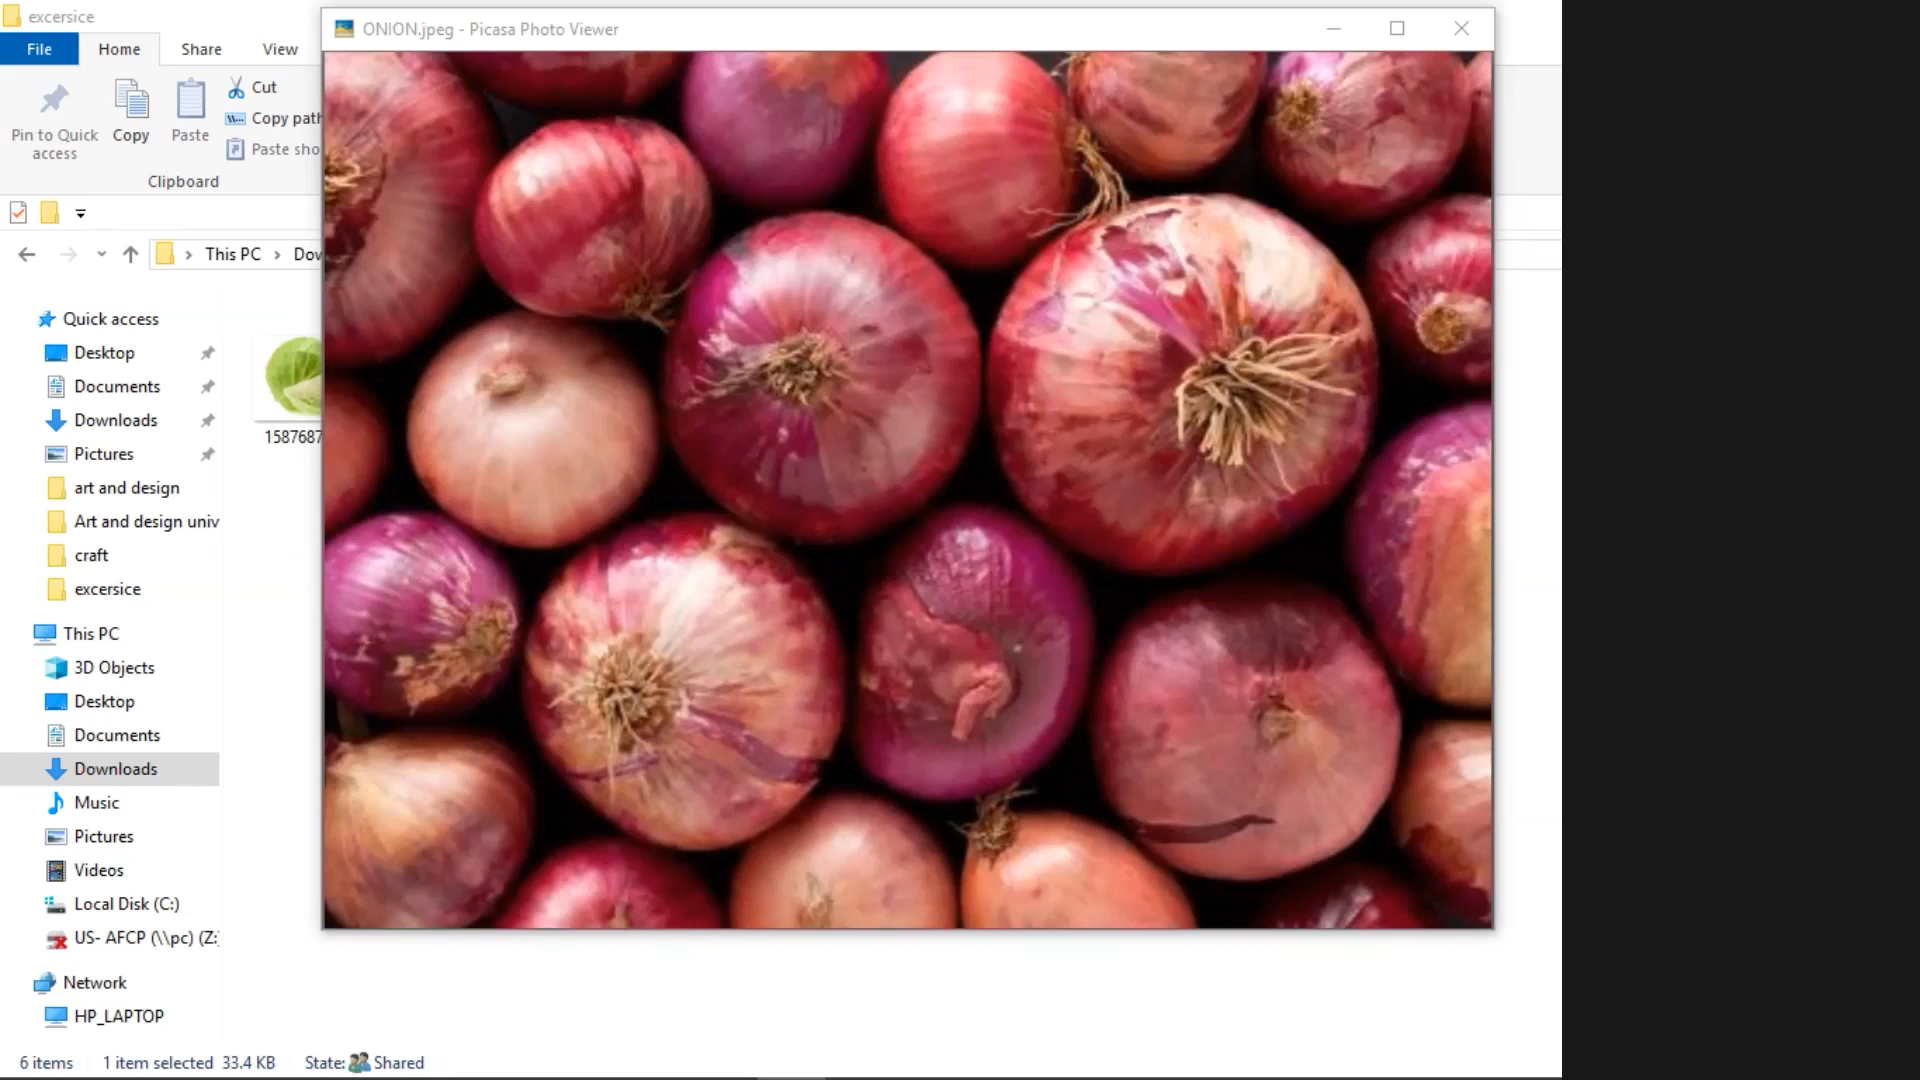 excersice
ONION.jpeg - Picasa Photo Viewer
File
Home
Share
View
Pin to Quick access
Copy
Paste
Cut
Copy path
Paste sho
Clipboard
This PC
Dow
Quick access
Desktop
Documents
Downloads
Pictures
art and design
Art and design univ
craft
excersice
This PC
3D Objects
Desktop
Documents
Downloads
Music
Pictures
Videos
Local Disk (C:)
US- AFCP (\\pc) (Z:
Network
HP_LAPTOP
1587687
6 items
1 item selected 33.4 KB
State: Shared